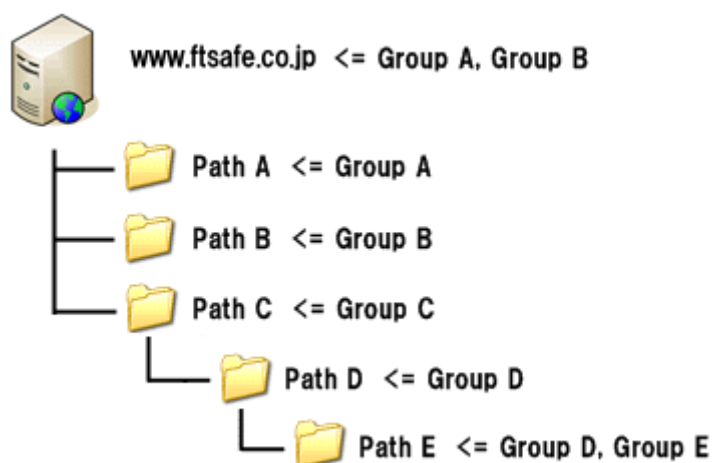 www.ftsafe.co.jp <= Group A, Group B
Path A <= Group A
Path B <= Group B
Path C <= Group C
Path D <= Group D
Path E <= Group D, Group E